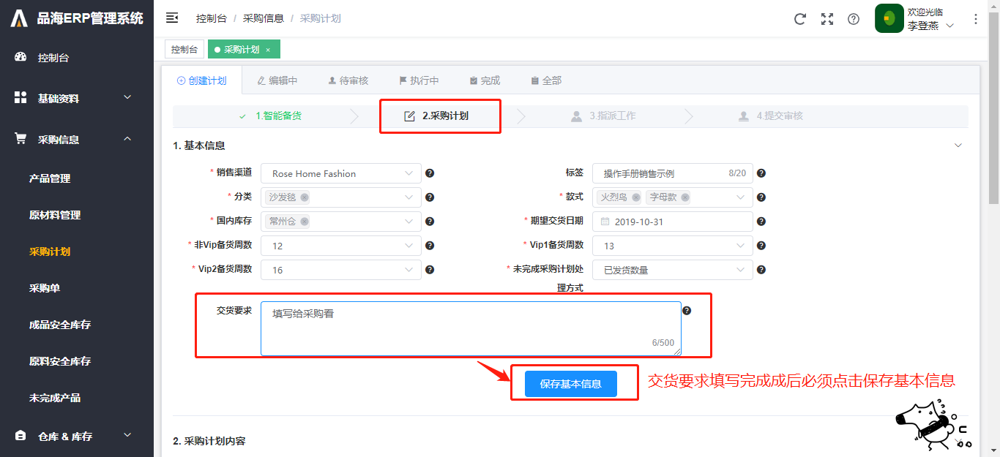 品海ERP管理系统
控制台 / 采购信息 / 采购计划
欢迎光临
李登燕
控制台
采购计划 ×
控制台
基础资料
采购信息
产品管理
原材料管理
采购计划
采购单
成品安全库存
原料安全库存
未完成产品
仓库 & 库存
创建计划 编辑中 待审核 执行中 完成 全部
1.智能备货 2.采购计划 3.指派工作 4.提交审核
1. 基本信息
* 销售渠道 Rose Home Fashion 标签 操作手册销售示例 8/20
* 分类 沙发毯 * 款式 火烈鸟 字母款
* 国内库存 常州仓 * 期望交货日期 2019-10-31
* 非Vip备货周数 12 * Vip1备货周数 13
* Vip2备货周数 16 * 未完成采购计划处 已发货数量
理方式
交货要求 填写给采购看
6/500
保存基本信息
交货要求填写完成成后必须点击保存基本信息
2. 采购计划内容